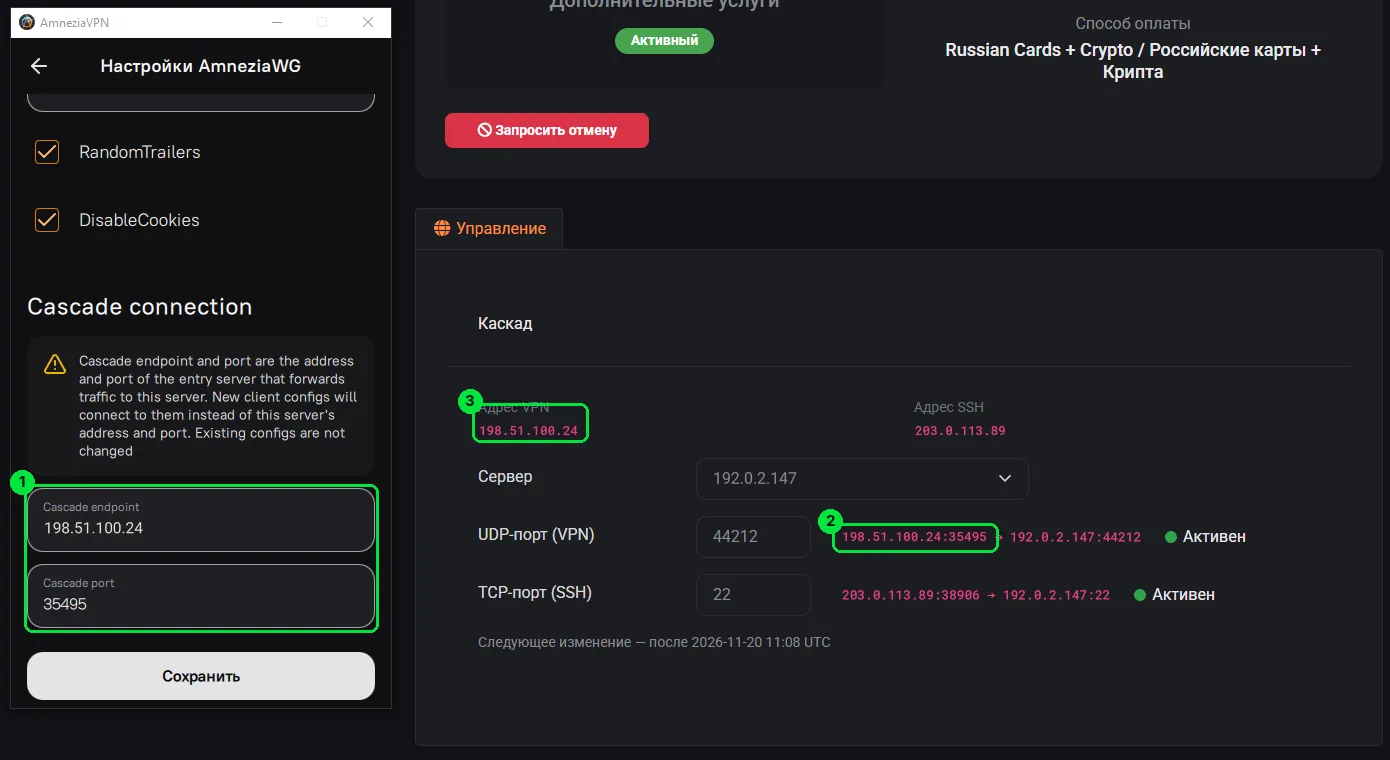 AmneziaVPN
Настройки AmneziaWG
RandomTrailers
DisableCookies
Cascade connection
Cascade endpoint and port are the address
and port of the entry server that forwards
traffic to this server. New client configs will
connect to them instead of this server's
address and port. Existing configs are not
changed
1
Cascade endpoint
198.51.100.24
Cascade port
35495
Сохранить
Дополнительные услуги
Активный
Способ оплаты
Russian Cards + Crypto / Российские карты +
Крипта
Запросить отмену
Управление
Каскад
3
Адрес VPN
198.51.100.24
Адрес SSH
203.0.113.89
Сервер
192.0.2.147
UDP-порт (VPN)
44212
2
198.51.100.24:35495 → 192.0.2.147:44212
Активен
TCP-порт (SSH)
22
203.0.113.89:38906 → 192.0.2.147:22
Активен
Следующее изменение — после 2026-11-20 11:08 UTC